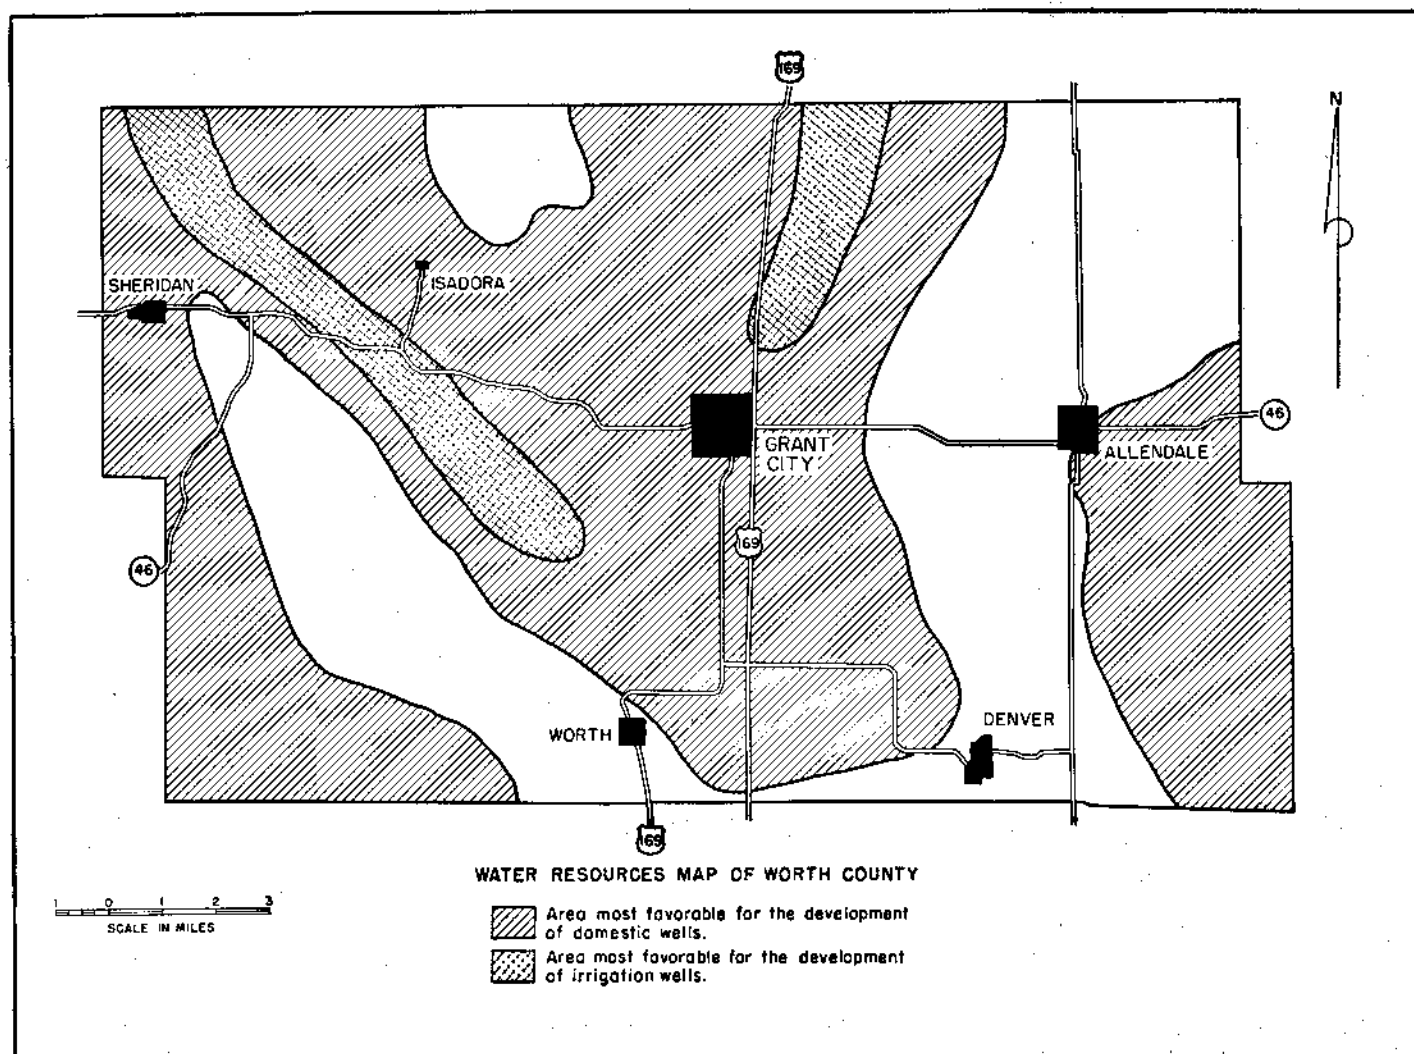 169
N
SHERIDAN
ISADORA
46
GRANT
CITY
ALLENDALE
169
46
DENVER
WORTH
169
WATER RESOURCES MAP OF WORTH COUNTY
1 0 1 2 3
SCALE IN MILES
Area most favorable for the development
of domestic wells.
Area most favorable for the development
of irrigation wells.